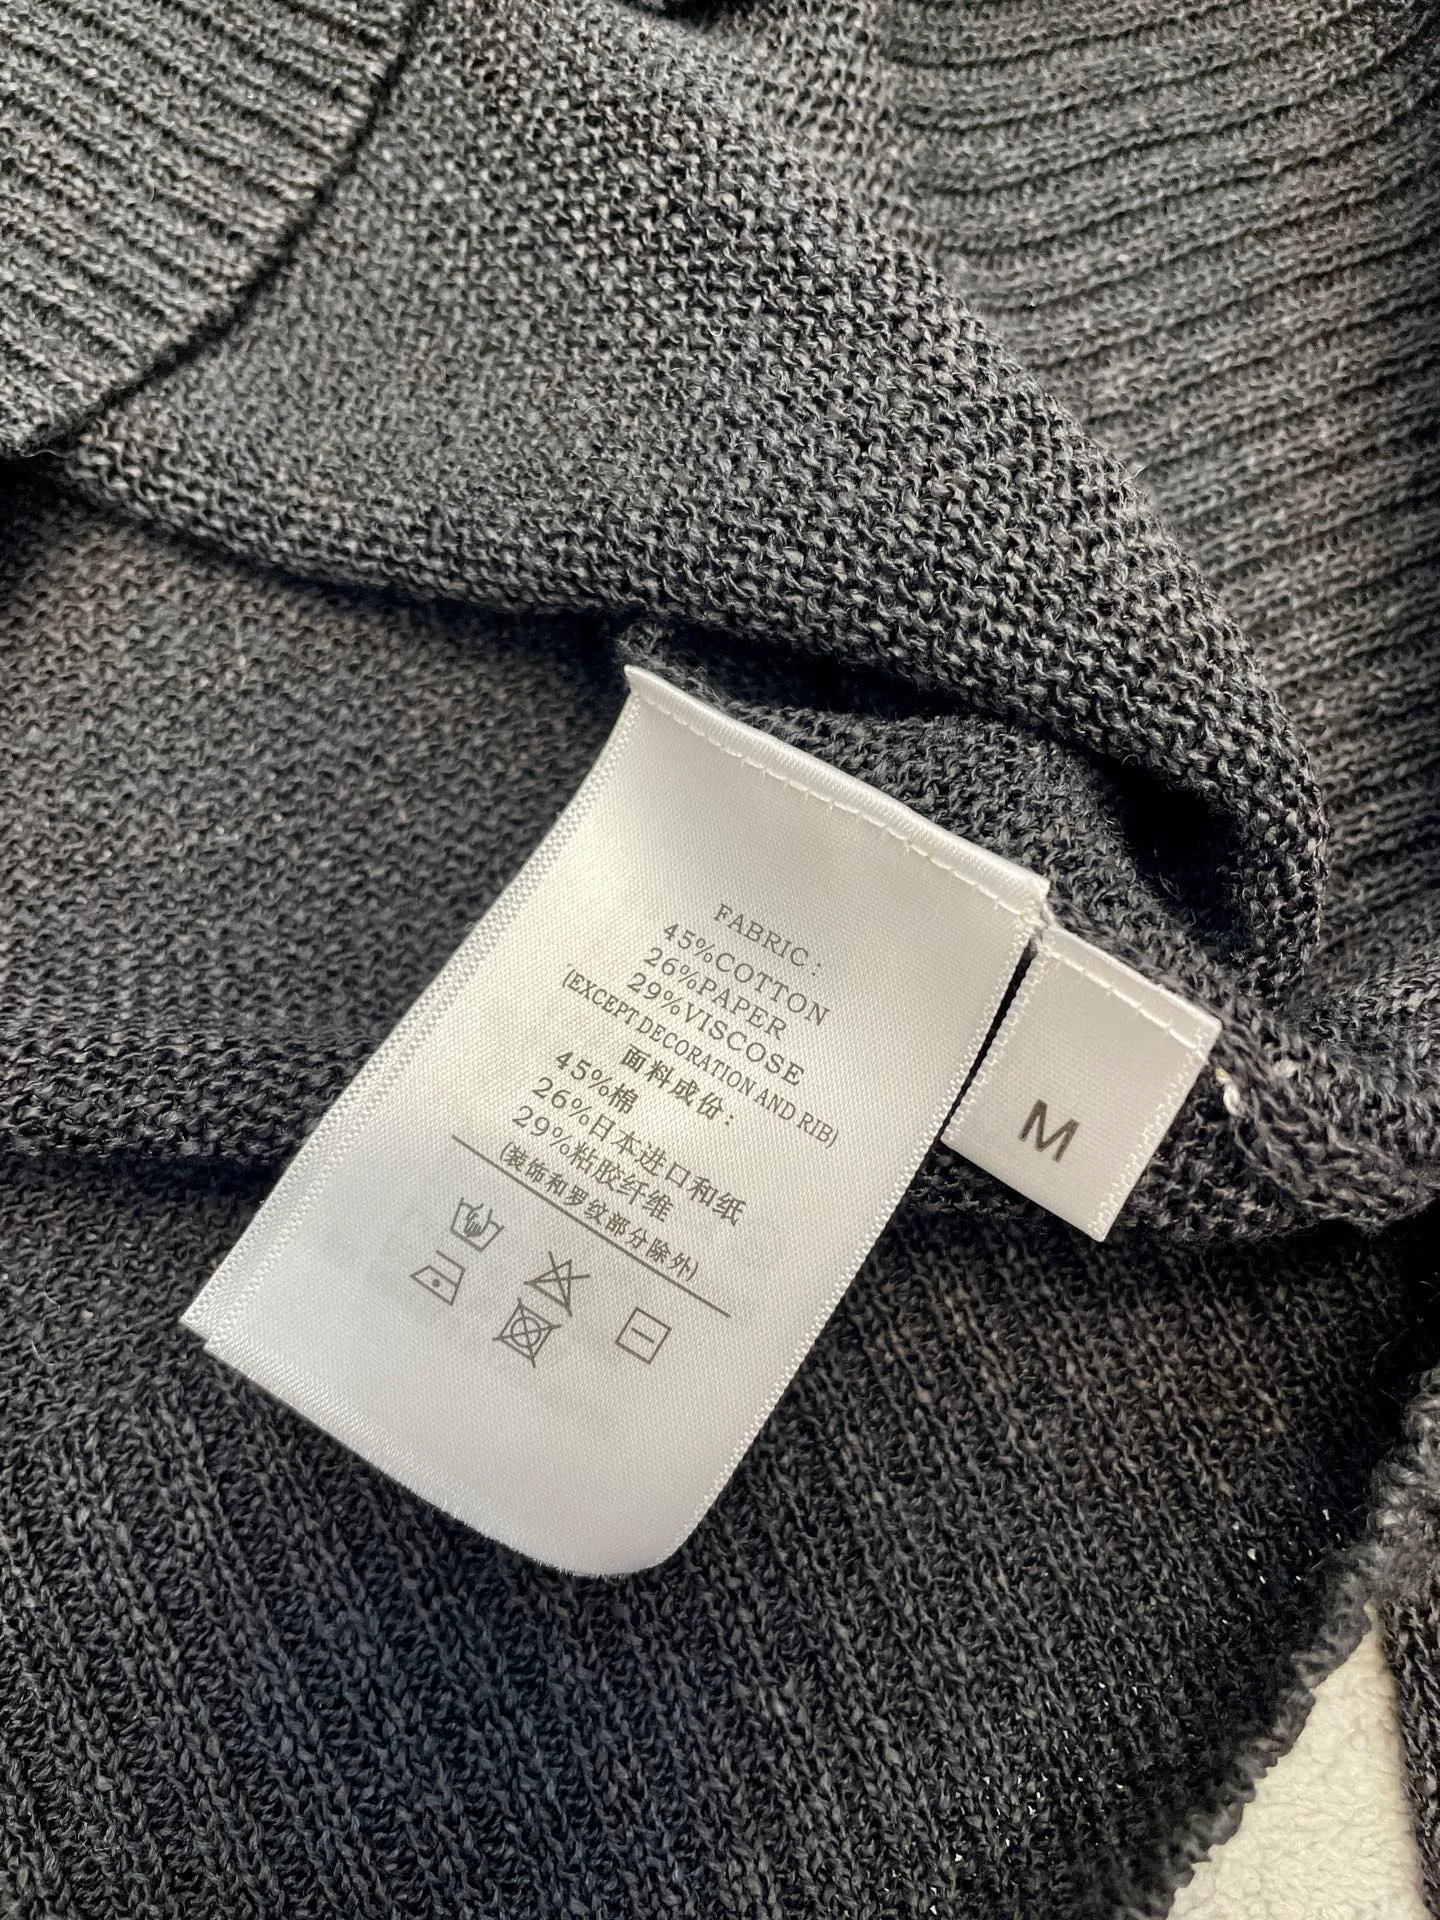 FABRIC:
45%COTTON
26%PAPER
29%VISCOSE
(EXCEPT DECORATION AND RIB)
面料成份：
45%棉
26%日本进口和纸
29%粘胶纤维
(装饰和罗纹部分除外)
M